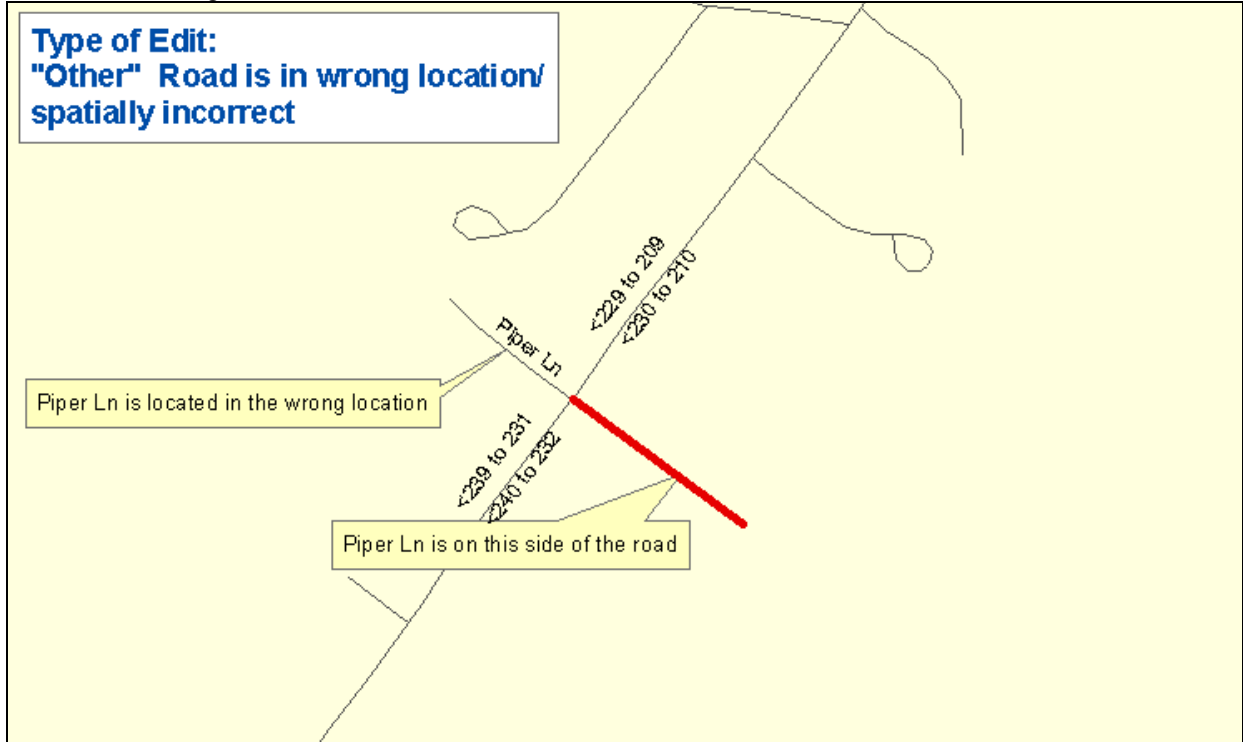 Type of Edit:
"Other" Road is in wrong location/
spatially incorrect
<229 to 209
<230 to 210
Piper Ln
Piper Ln is located in the wrong location
<239 to 231
<240 to 232
Piper Ln is on this side of the road